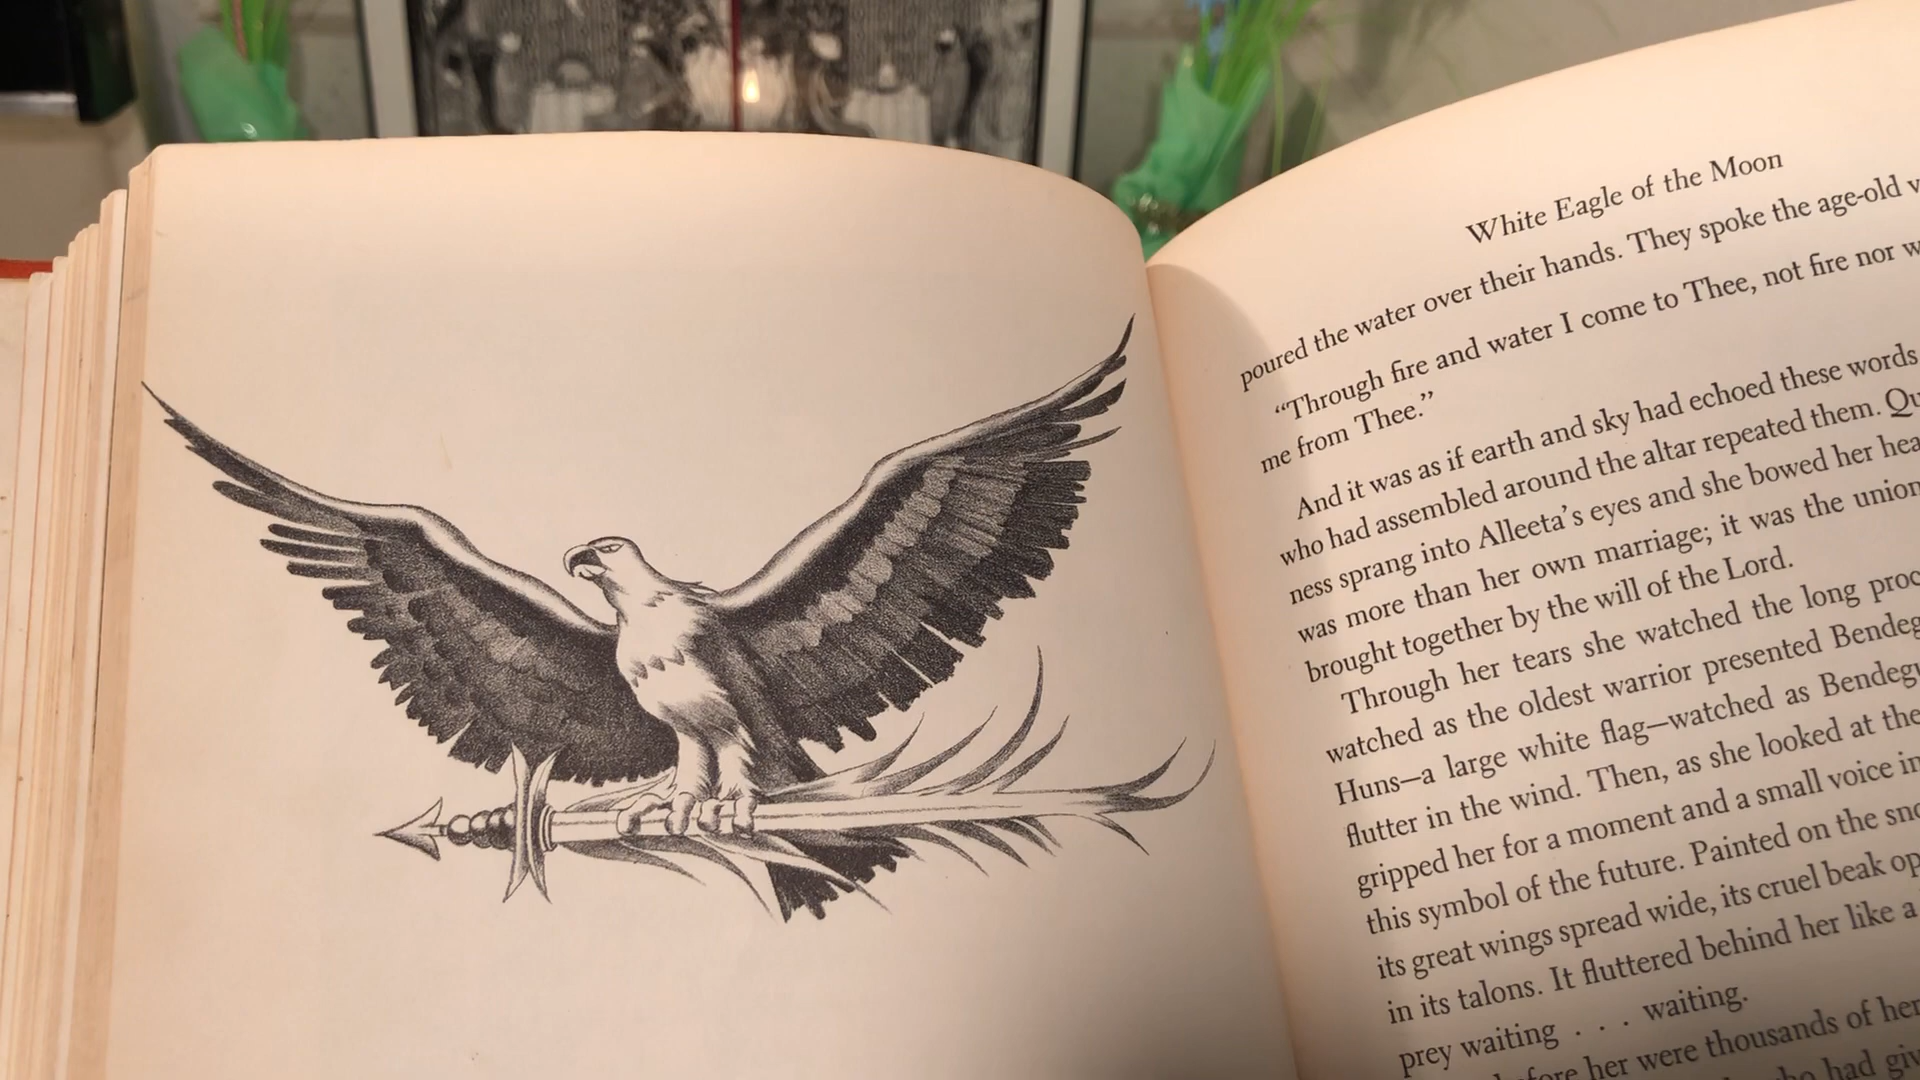 White Eagle of the Moon
poured the water over their hands. They spoke the age-old
“Through fire and water I come to Thee, not fire nor
me from Thee.”
And it was as if earth and sky had echoed these words
who had assembled around the altar repeated them.
ness sprang into Alleeta’s eyes and she bowed her
was more than her own marriage; it was the union
brought together by the will of the Lord.
Through her tears she watched the long
watched as the oldest warrior presented
Huns—a large white flag—watched as
flutter in the wind. Then, as she looked at the
gripped her for a moment and a small voice in
this symbol of the future. Painted on the
its great wings spread wide, its cruel beak
in its talons. It fluttered behind her like a
prey waiting . . . waiting.
her were thousands of
had